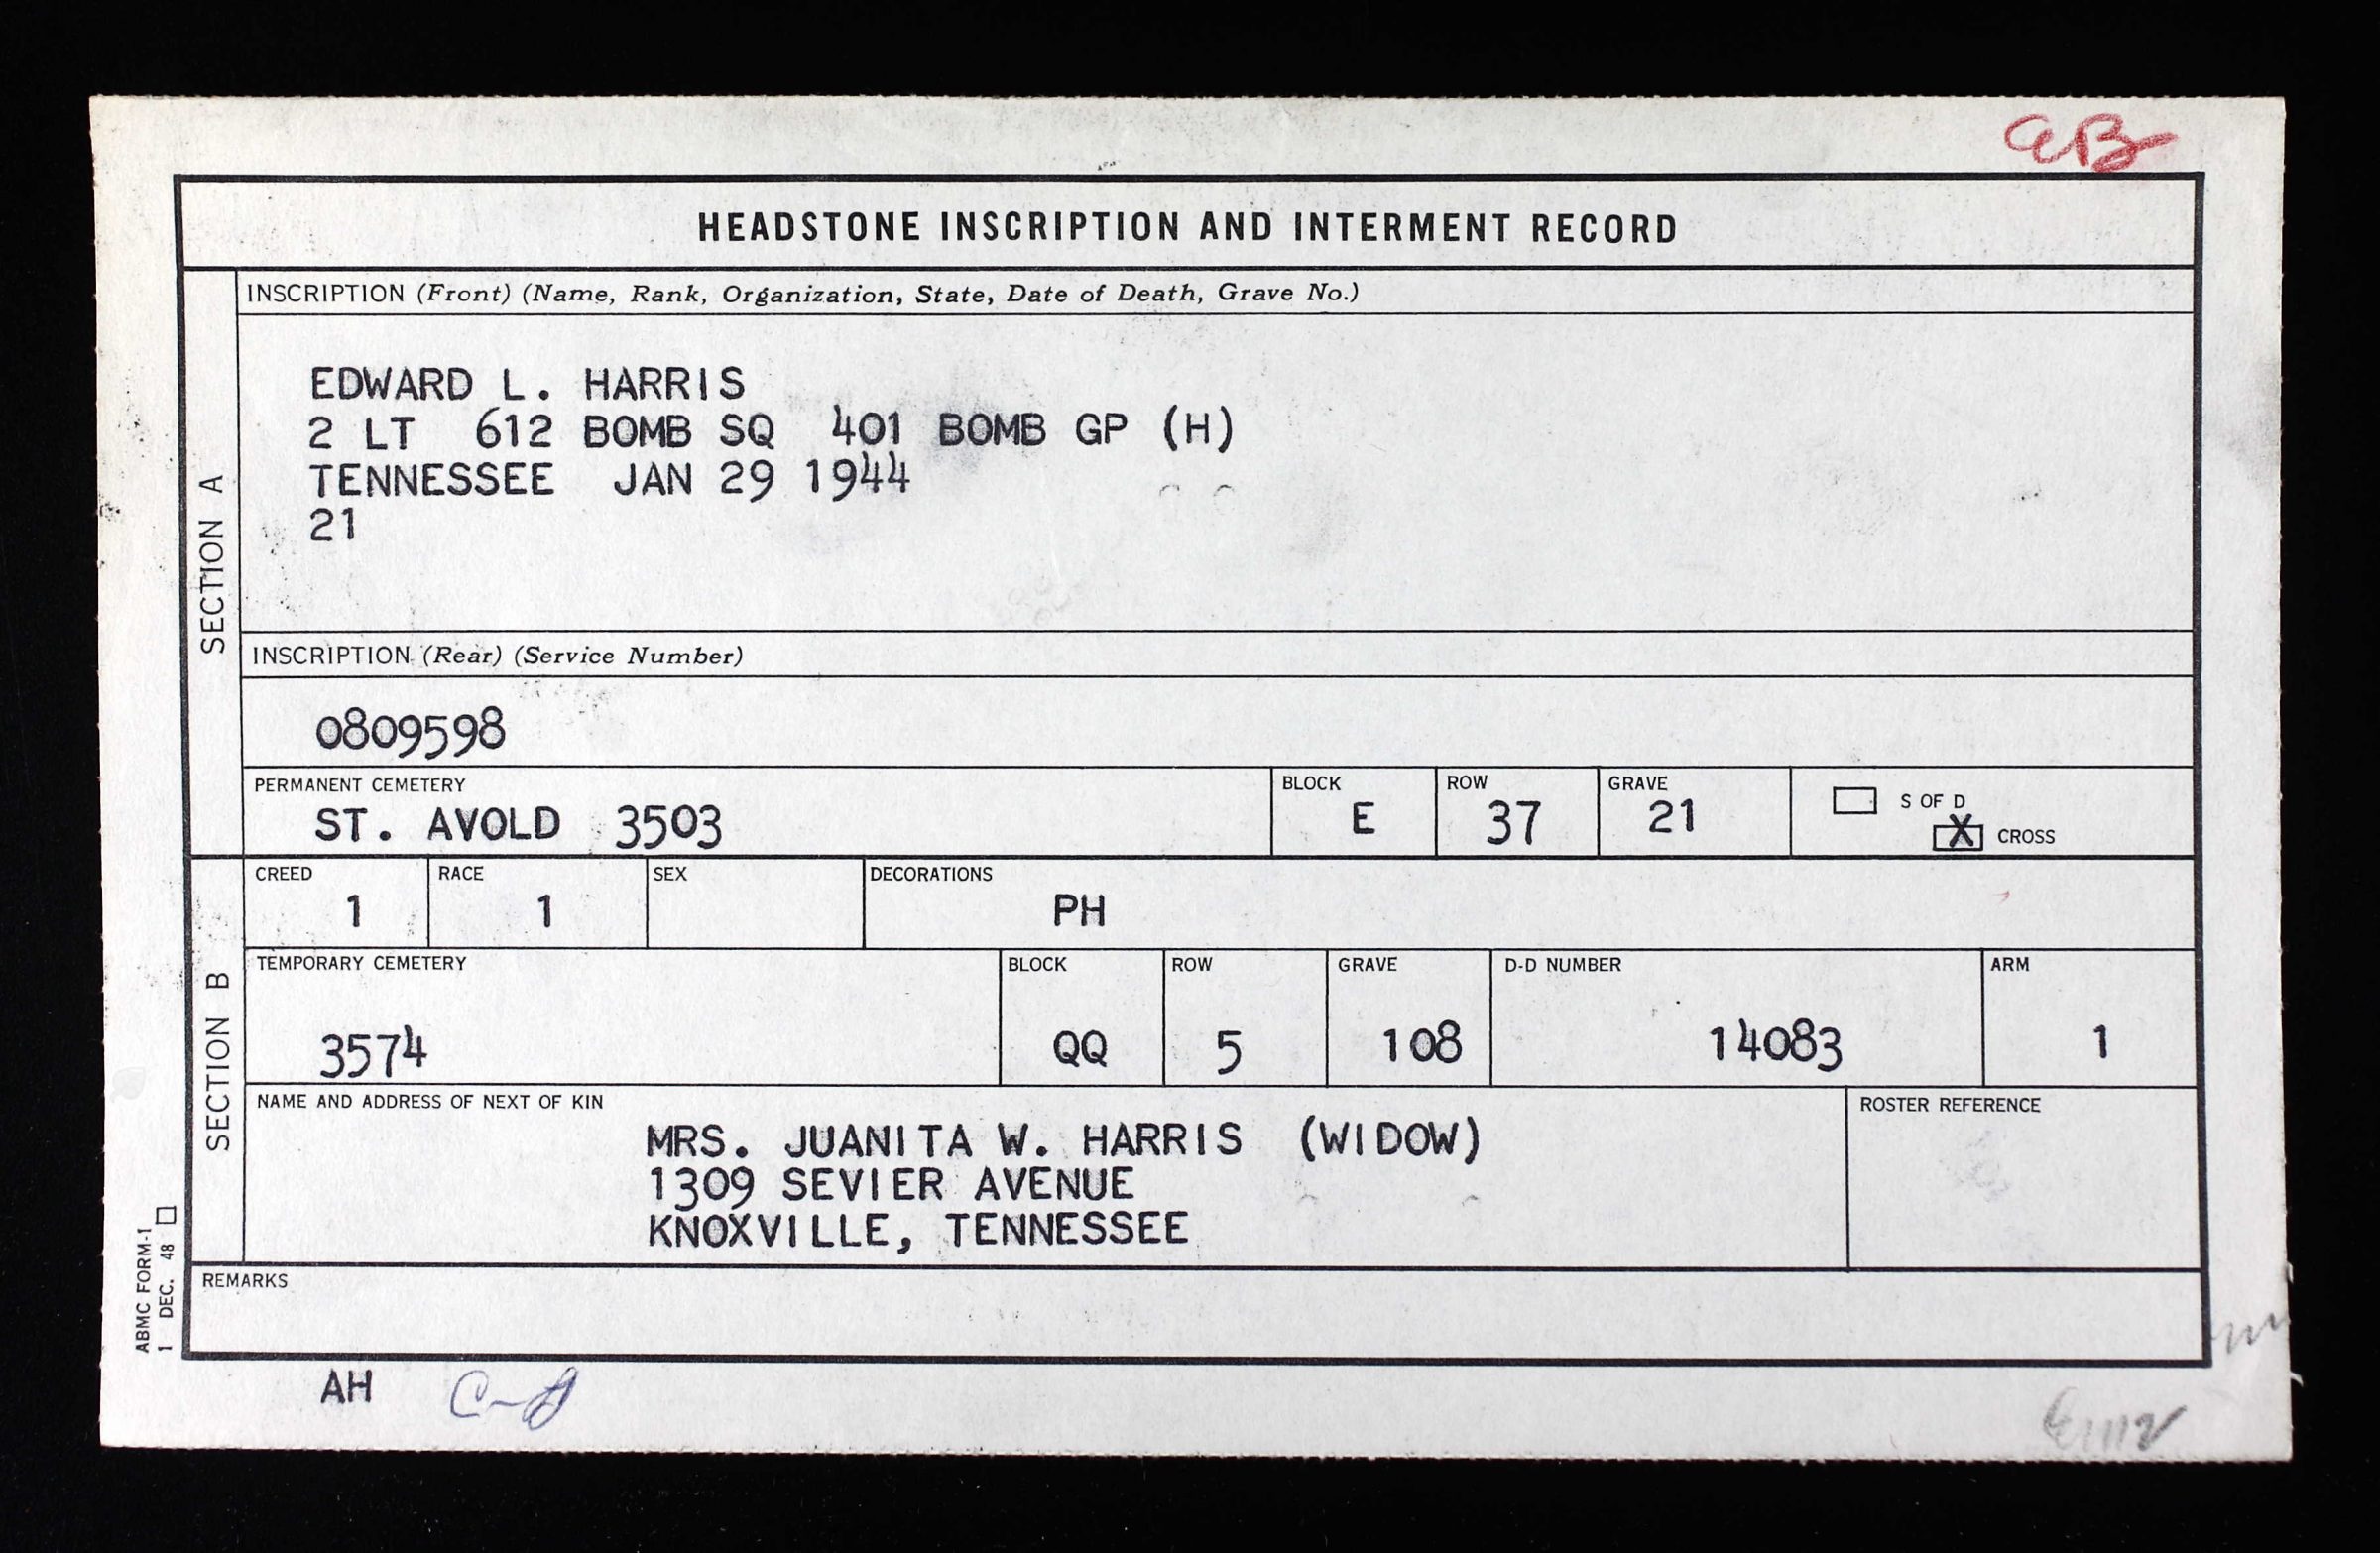 HEADSTONE INSCRIPTION AND INTERMENT RECORD
SECTION A
INSCRIPTION (Front) (Name, Rank, Organization, State, Date of Death, Grave No.)
EDWARD L. HARRIS
2 LT 612 BOMB SQ 401 BOMB GP (H)
TENNESSEE JAN 29 1944
21
INSCRIPTION (Rear) (Service Number)
0809598
PERMANENT CEMETERY BLOCK ROW GRAVE S OF D
ST. AVOLD 3503 E 37 21 X CROSS
SECTION B
CREED RACE SEX DECORATIONS
1 1 PH
TEMPORARY CEMETERY BLOCK ROW GRAVE D-D NUMBER ARM
3574 QQ 5 108 14083 1
NAME AND ADDRESS OF NEXT OF KIN ROSTER REFERENCE
MRS. JUANITA W. HARRIS (WIDOW)
1309 SEVIER AVENUE
KNOXVILLE, TENNESSEE
REMARKS
ABMC FORM-1
1 DEC. 48
AH